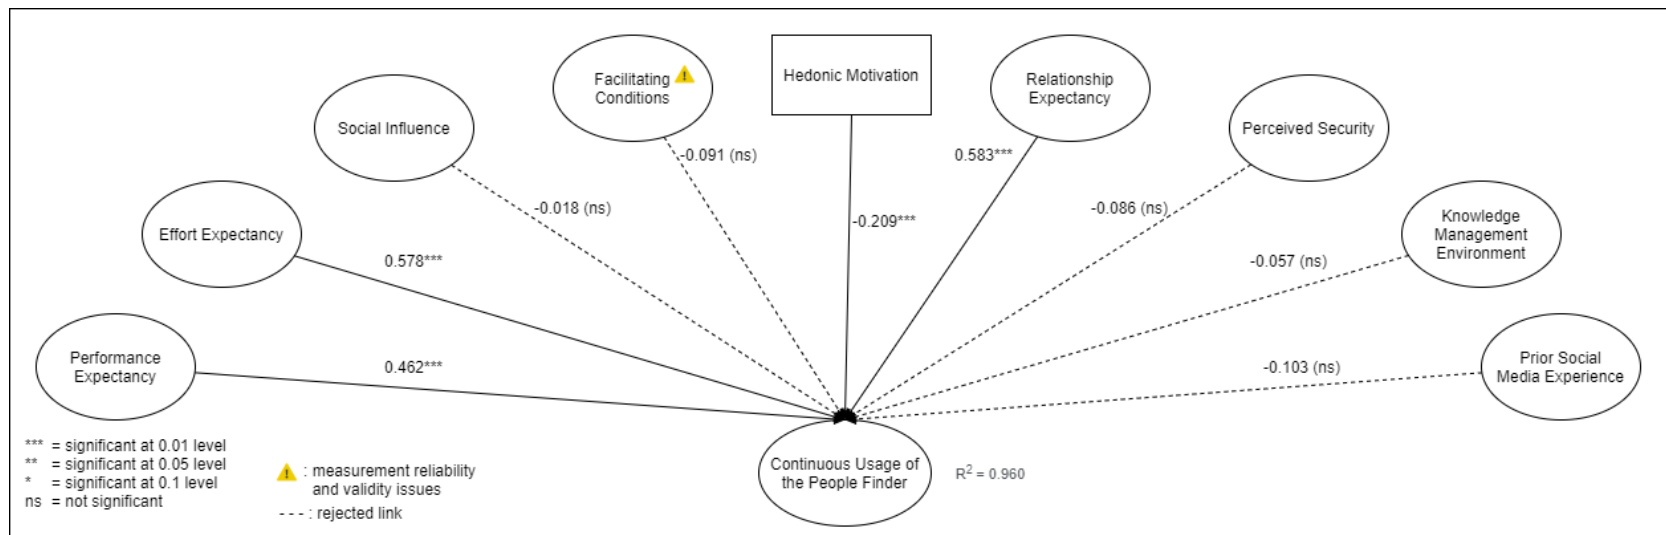 Facilitating
Conditions
Hedonic Motivation
Relationship
Expectancy
Social Influence
Perceived Security
-0.091 (ns)
0.583***
-0.018 (ns)
-0.209***
-0.086 (ns)
Effort Expectancy
Knowledge
Management
Environment
0.578***
-0.057 (ns)
Performance
Expectancy
0.462***
-0.103 (ns)
Prior Social
Media Experience
*** = significant at 0.01 level
** = significant at 0.05 level
* = significant at 0.1 level
ns = not significant
: measurement reliability
and validity issues
- - - : rejected link
Continuous Usage of
the People Finder
R² = 0.960